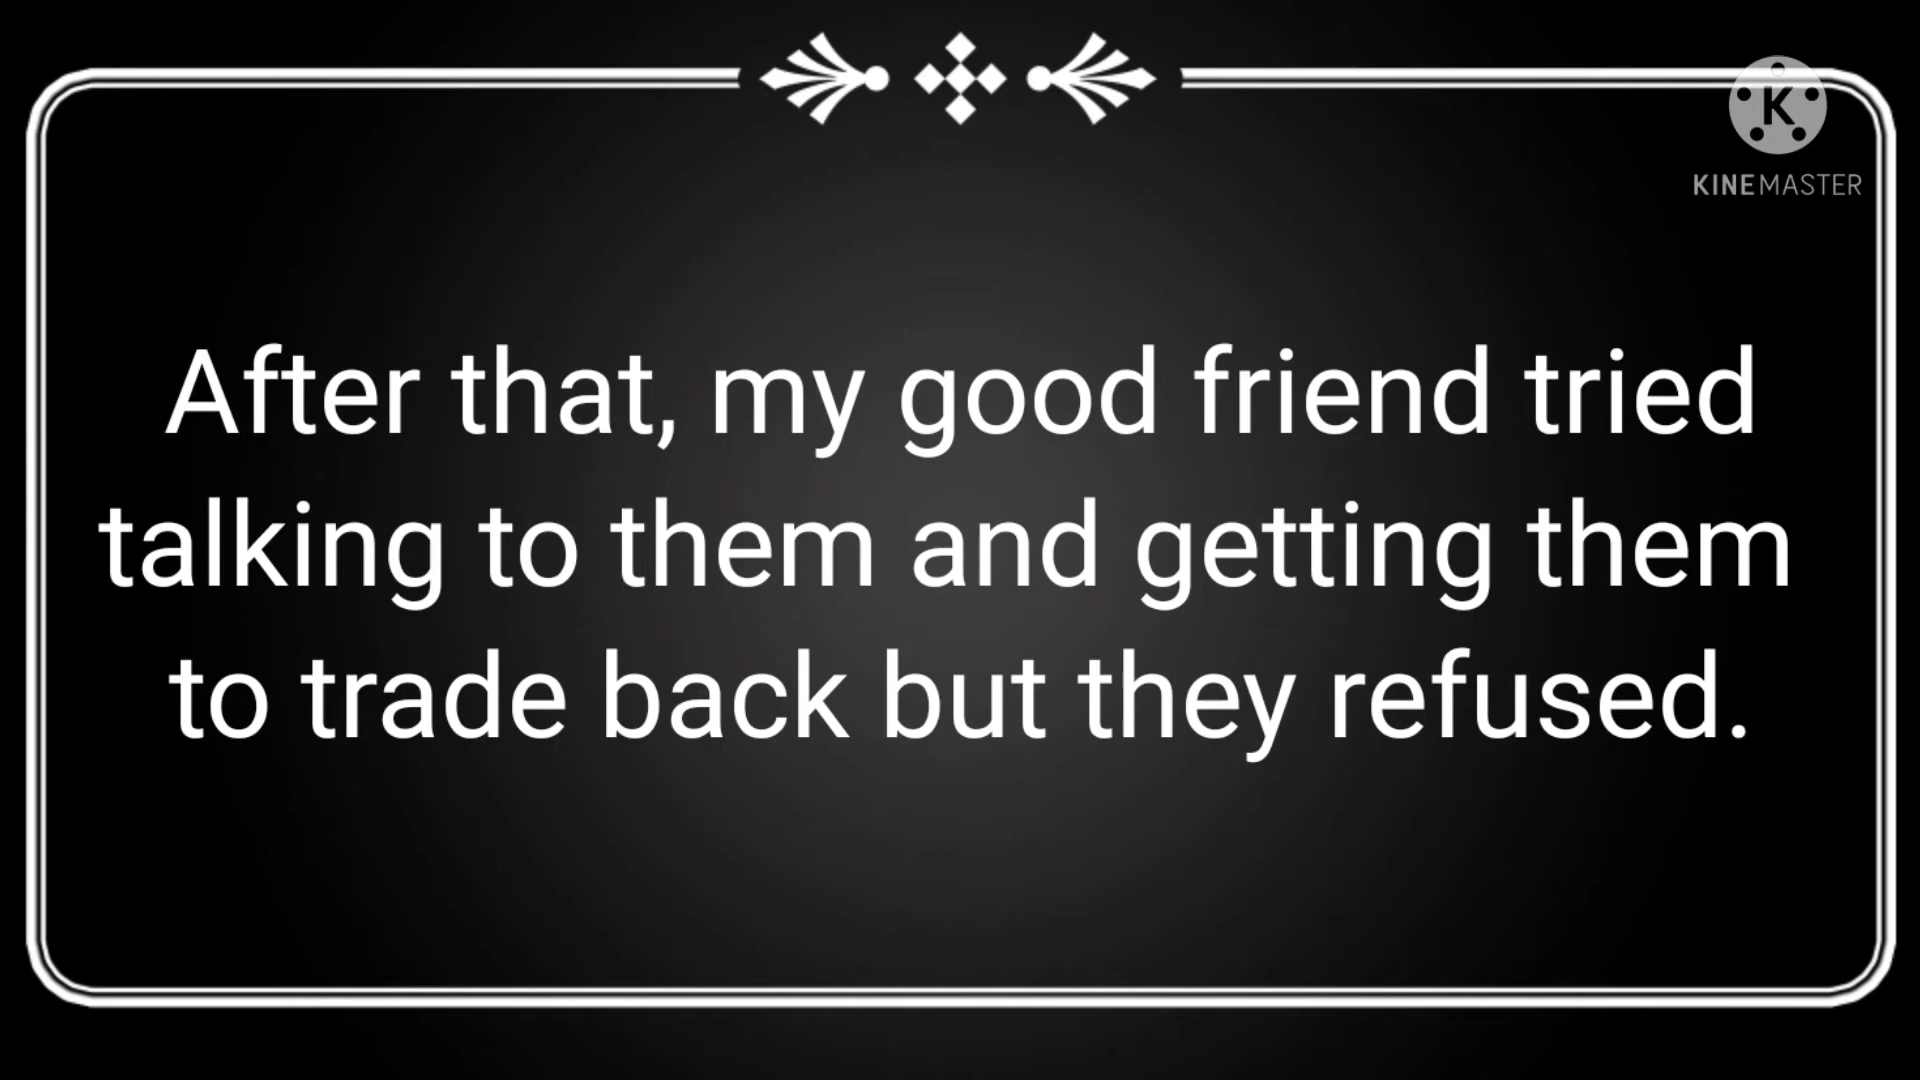 K
KINEMASTER
After that, my good friend tried
talking to them and getting them
to trade back but they refused.